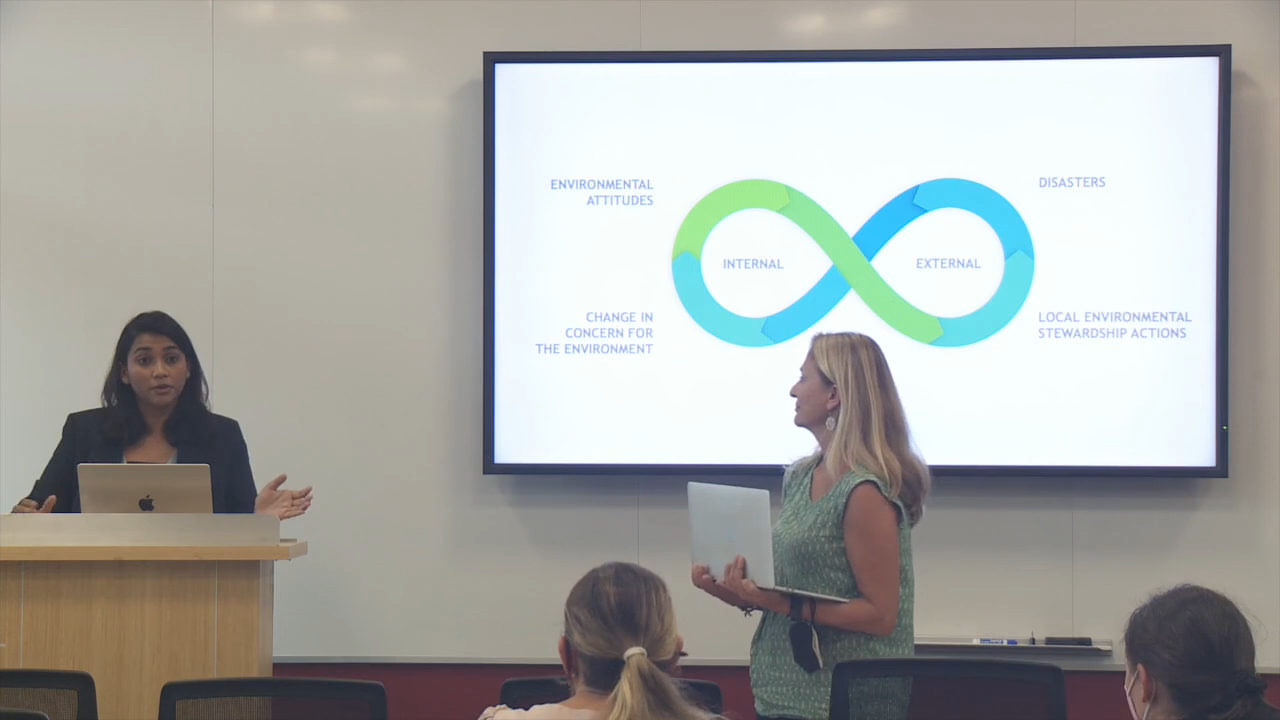 ENVIRONMENTAL
ATTITUDES
DISASTERS
INTERNAL
EXTERNAL
CHANGE IN
CONCERN FOR
THE ENVIRONMENT
LOCAL ENVIRONMENTAL
STEWARDSHIP ACTIONS